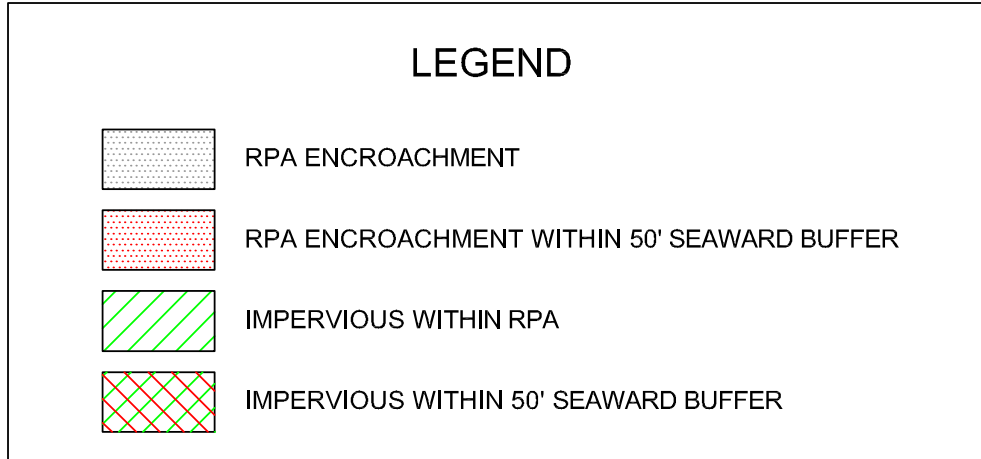 LEGEND
RPA ENCROACHMENT
RPA ENCROACHMENT WITHIN 50' SEAWARD BUFFER
IMPERVIOUS WITHIN RPA
IMPERVIOUS WITHIN 50' SEAWARD BUFFER